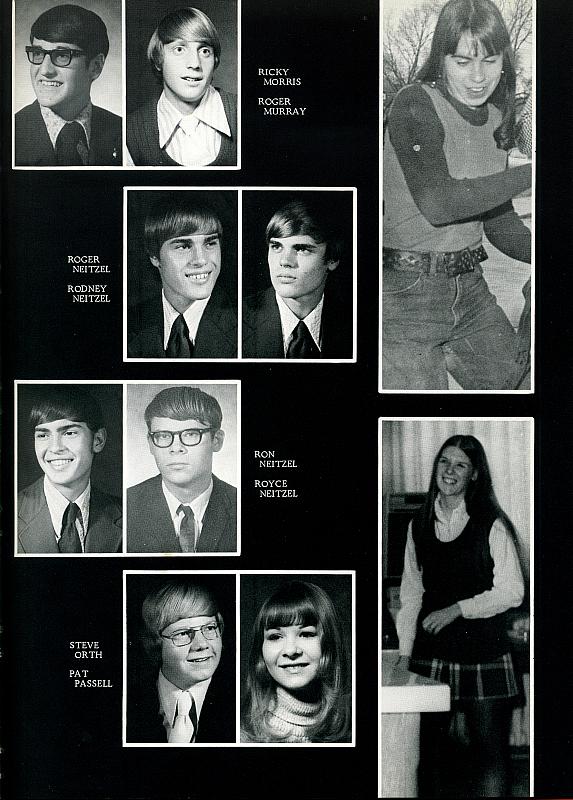 RICKY
MORRIS
ROGER
MURRAY
ROGER
NEITZEL
RODNEY
NEITZEL
RON
NEITZEL
ROYCE
NEITZEL
STEVE
ORTH
PAT
PASSELL